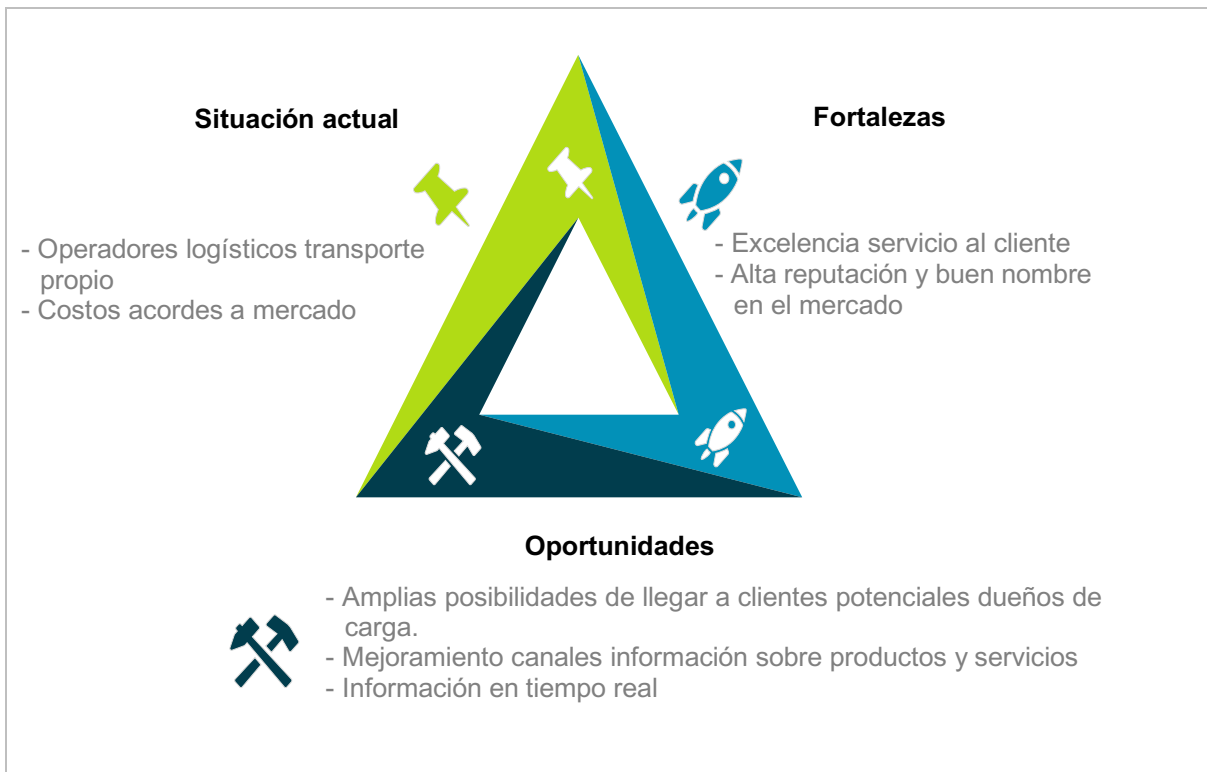 Situación actual
- Operadores logísticos transporte
propio
- Costos acordes a mercado
Fortalezas
- Excelencia servicio al cliente
- Alta reputación y buen nombre
en el mercado
Oportunidades
- Amplias posibilidades de llegar a clientes potenciales dueños de
carga.
- Mejoramiento canales información sobre productos y servicios
- Información en tiempo real